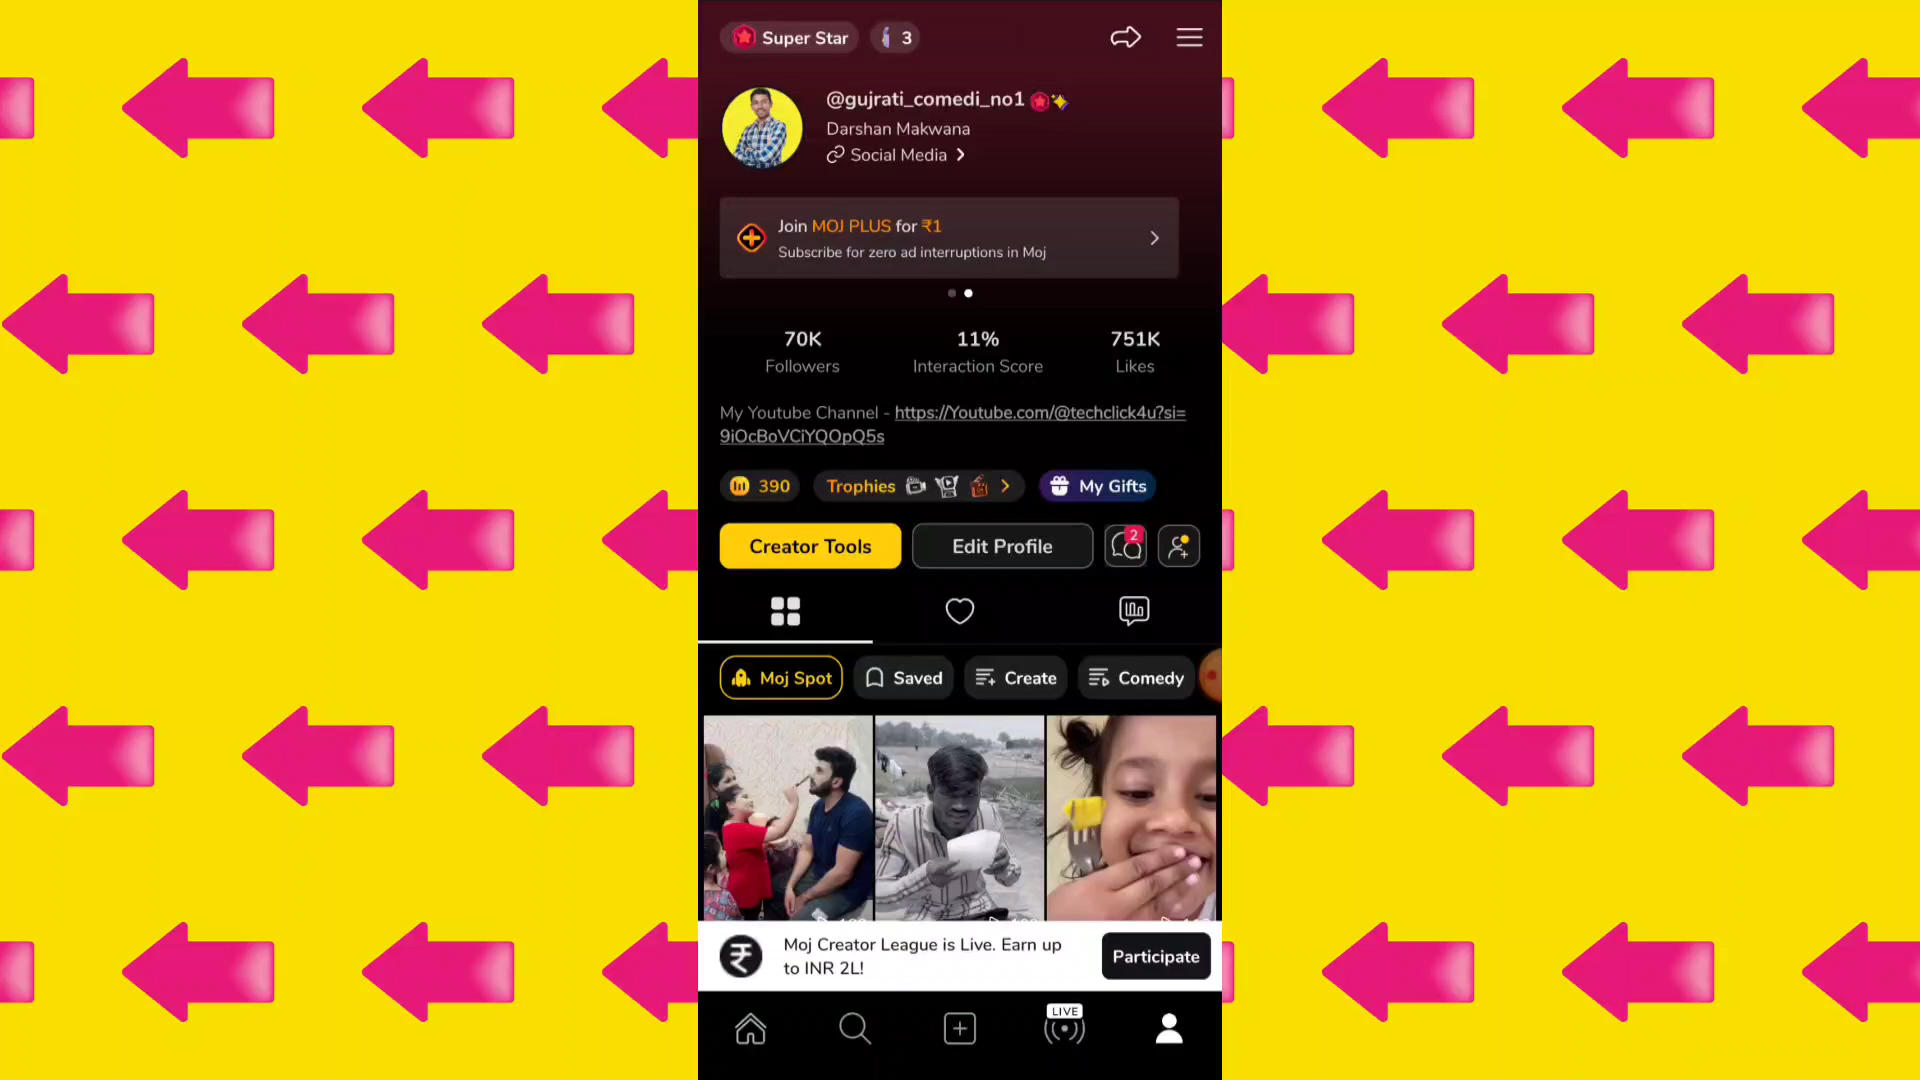 Super Star
3
@gujrati_comedi_no1
Darshan Makwana
Social Media
Join MOJ PLUS for ₹1
Subscribe for zero ad interruptions in Moj
70K
Followers
11%
Interaction Score
751K
Likes
My Youtube Channel - https://Youtube.com/@techclick4u?si=
9iOcBoVCiYQOpQ5s
390
Trophies
My Gifts
Creator Tools
Edit Profile
2
Moj Spot
Saved
Create
Comedy
Moj Creator League is Live. Earn up
to INR 2L!
Participate
LIVE